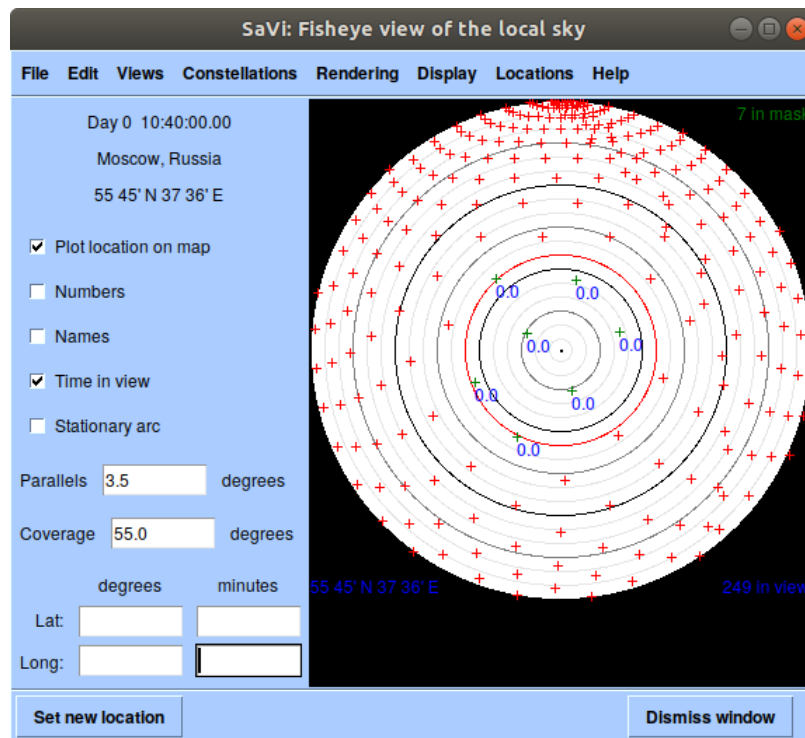 SaVi: Fisheye view of the local sky
File Edit Views Constellations Rendering Display Locations Help
Day 0 10:40:00.00
Moscow, Russia
55 45' N 37 36' E
Plot location on map
Numbers
Names
Time in view
Stationary arc
Parallels 3.5 degrees
Coverage 55.0 degrees
degrees minutes
Lat:
Long:
7 in mask
0.0
0.0
0.0
0.0
0.0
0.0
0.0
55 45' N 37 36' E
249 in view
Set new location
Dismiss window